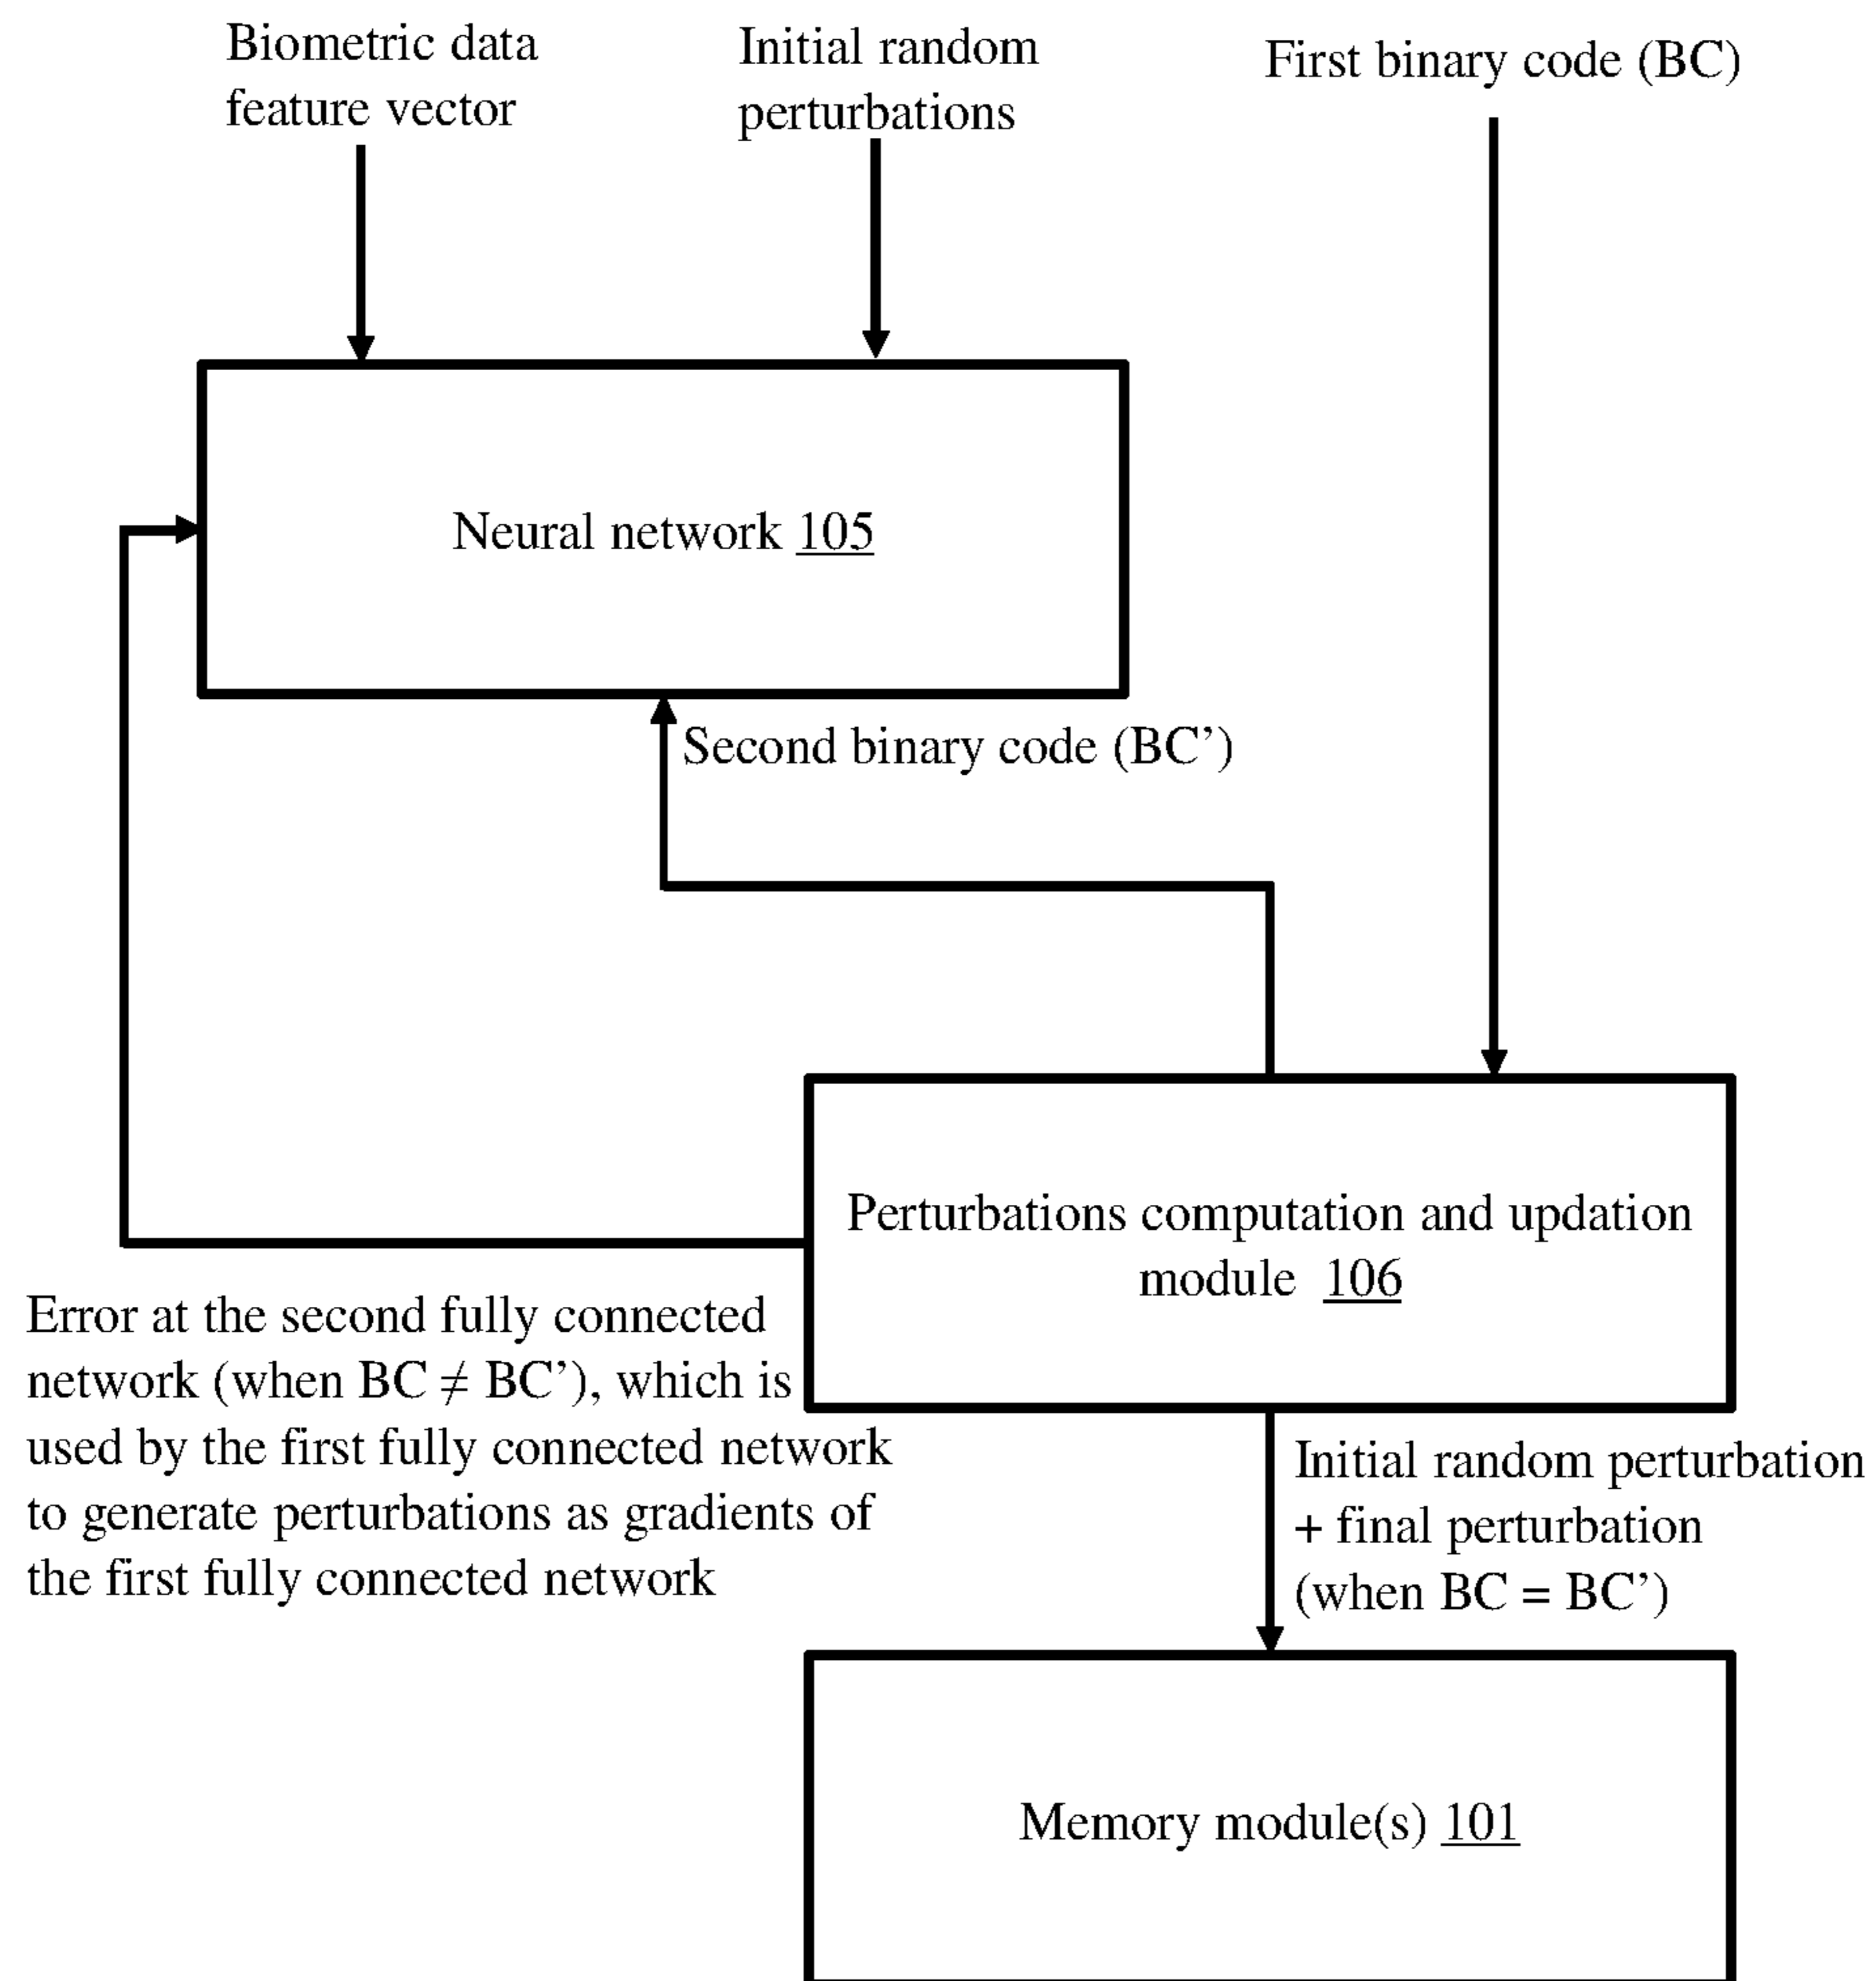 Biometric data
feature vector
Initial random
perturbations
First binary code (BC)
Neural network 105
Second binary code (BC’)
Perturbations computation and updation
module 106
Error at the second fully connected
network (when BC ≠ BC’), which is
used by the first fully connected network
to generate perturbations as gradients of
the first fully connected network
Initial random perturbation
+ final perturbation
(when BC = BC’)
Memory module(s) 101